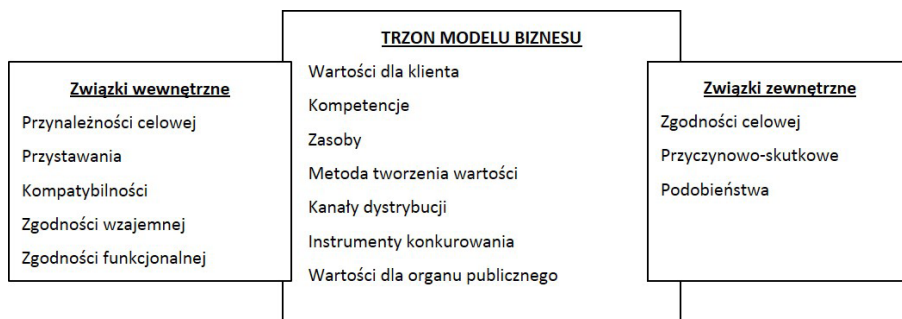 TRZON MODELU BIZNESU
Wartości dla klienta
Kompetencje
Zasoby
Metoda tworzenia wartości
Kanały dystrybucji
Instrumenty konkurowania
Wartości dla organu publicznego
Związki wewnętrzne
Przynależności celowej
Przystawania
Kompatybilności
Zgodności wzajemnej
Zgodności funkcjonalnej
Związki zewnętrzne
Zgodności celowej
Przyczynowo-skutkowe
Podobieństwa